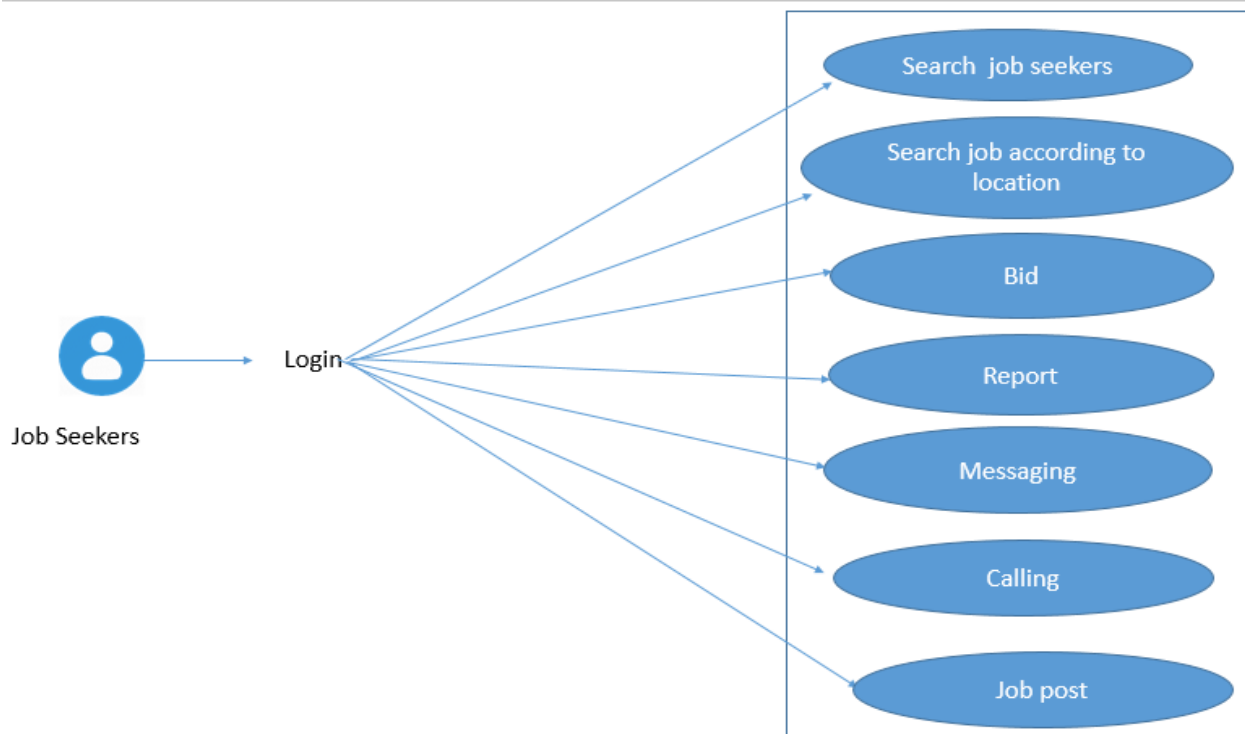 Search  job seekers
Search job according to
location
Bid
Report
Login
Job Seekers
Messaging
Calling
Job post